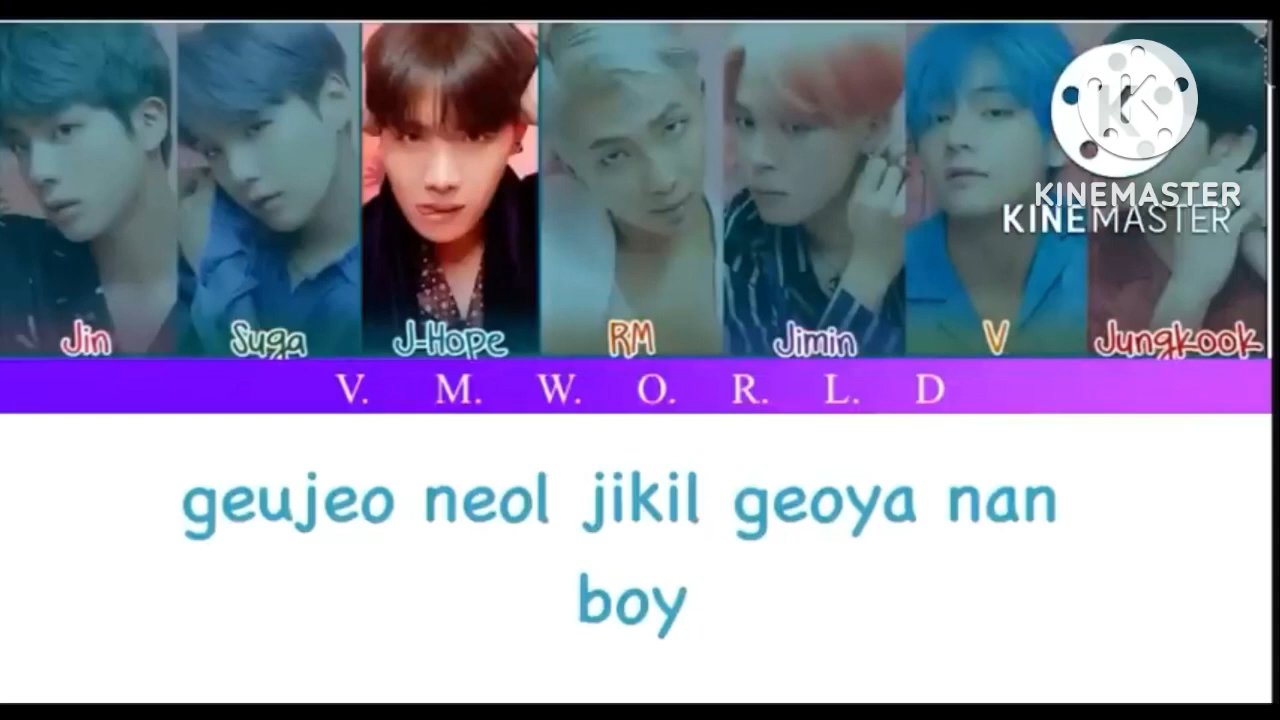 KINEMASTER
KINEMASTER
Jin Suga J-Hope RM Jimin V Jungkook
V. M. W. O. R. L. D
geujeo neol jikil geoya nan
boy